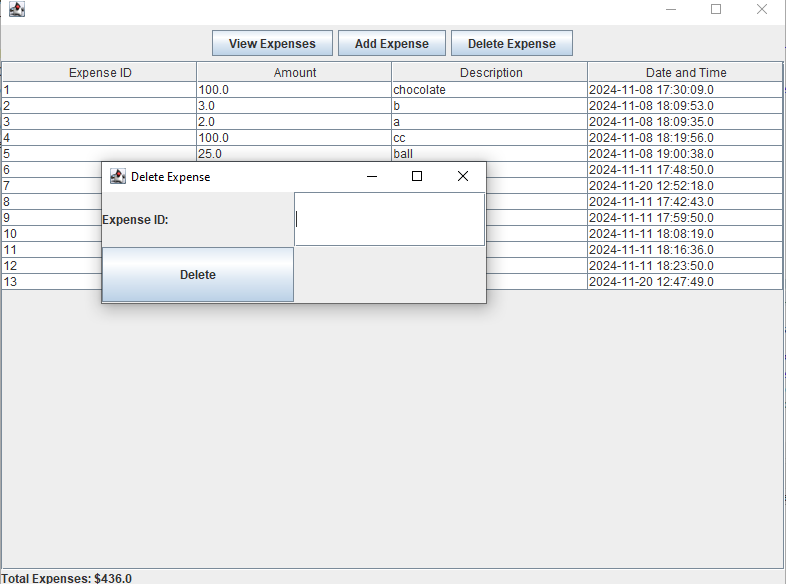 View Expenses Add Expense Delete Expense
Expense ID Amount Description Date and Time
1 100.0 chocolate 2024-11-08 17:30:09.0
2 3.0 b 2024-11-08 18:09:53.0
3 2.0 a 2024-11-08 18:09:35.0
4 100.0 cc 2024-11-08 18:19:56.0
5 25.0 ball 2024-11-08 19:00:38.0
6 2024-11-11 17:48:50.0
7 2024-11-20 12:52:18.0
8 2024-11-11 17:42:43.0
9 2024-11-11 17:59:50.0
10 2024-11-11 18:08:19.0
11 2024-11-11 18:16:36.0
12 2024-11-11 18:23:50.0
13 2024-11-20 12:47:49.0
Delete Expense
Expense ID:
Delete
Total Expenses: $436.0